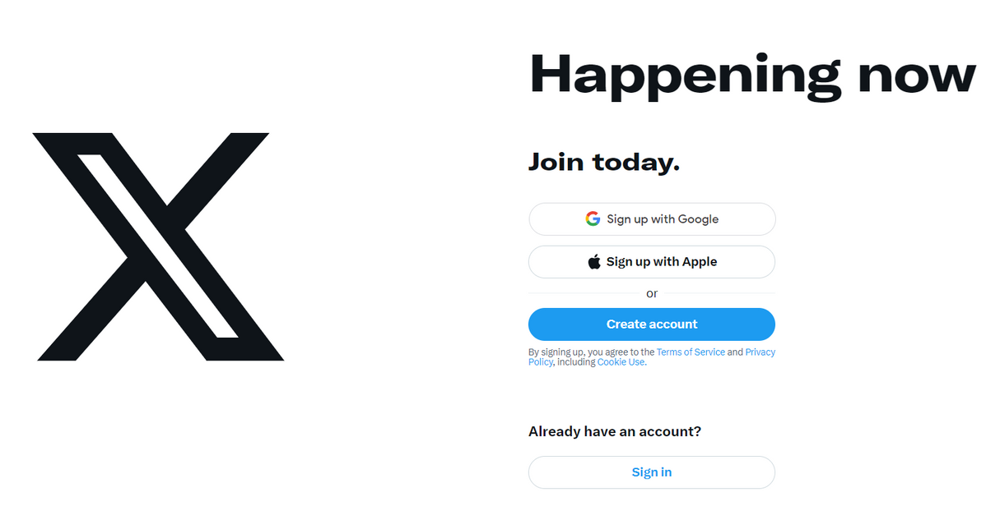 Happening now
Join today.
Sign up with Google
Sign up with Apple
or
Create account
By signing up, you agree to the Terms of Service and Privacy
Policy, including Cookie Use.
Already have an account?
Sign in